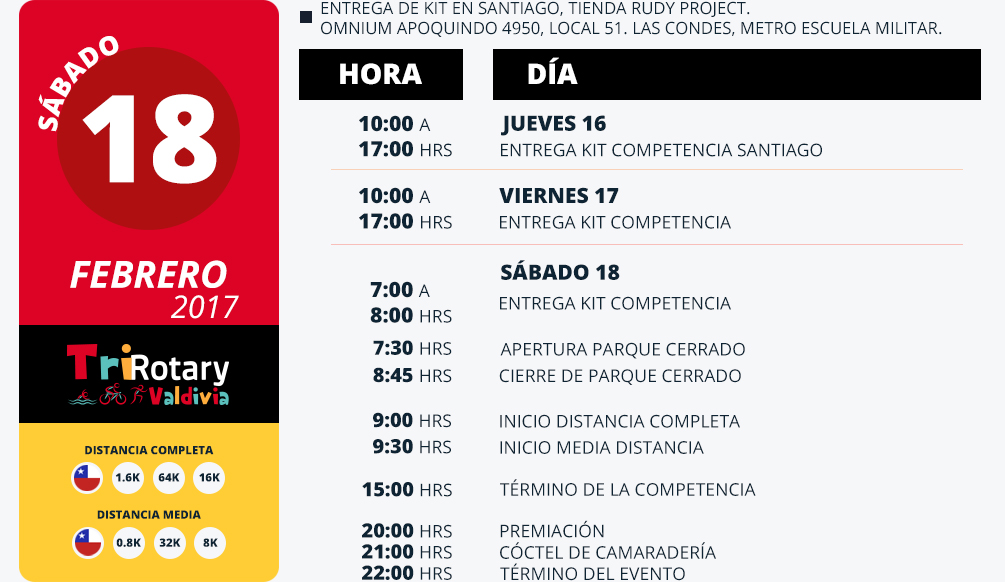 SÁBADO
18
FEBRERO
2017
TriRotary
Valdivia
DISTANCIA COMPLETA
1.6K 64K 16K
DISTANCIA MEDIA
0.8K 32K 8K
ENTREGA DE KIT EN SANTIAGO, TIENDA RUDY PROJECT.
OMNIUM APOQUINDO 4950, LOCAL 51. LAS CONDES, METRO ESCUELA MILITAR.
HORA DÍA
10:00 A JUEVES 16
17:00 HRS ENTREGA KIT COMPETENCIA SANTIAGO
10:00 A VIERNES 17
17:00 HRS ENTREGA KIT COMPETENCIA
SÁBADO 18
7:00 A
ENTREGA KIT COMPETENCIA
8:00 HRS
7:30 HRS APERTURA PARQUE CERRADO
8:45 HRS CIERRE DE PARQUE CERRADO
9:00 HRS INICIO DISTANCIA COMPLETA
9:30 HRS INICIO MEDIA DISTANCIA
15:00 HRS TÉRMINO DE LA COMPETENCIA
20:00 HRS PREMIACIÓN
21:00 HRS CÓCTEL DE CAMARADERÍA
22:00 HRS TÉRMINO DEL EVENTO